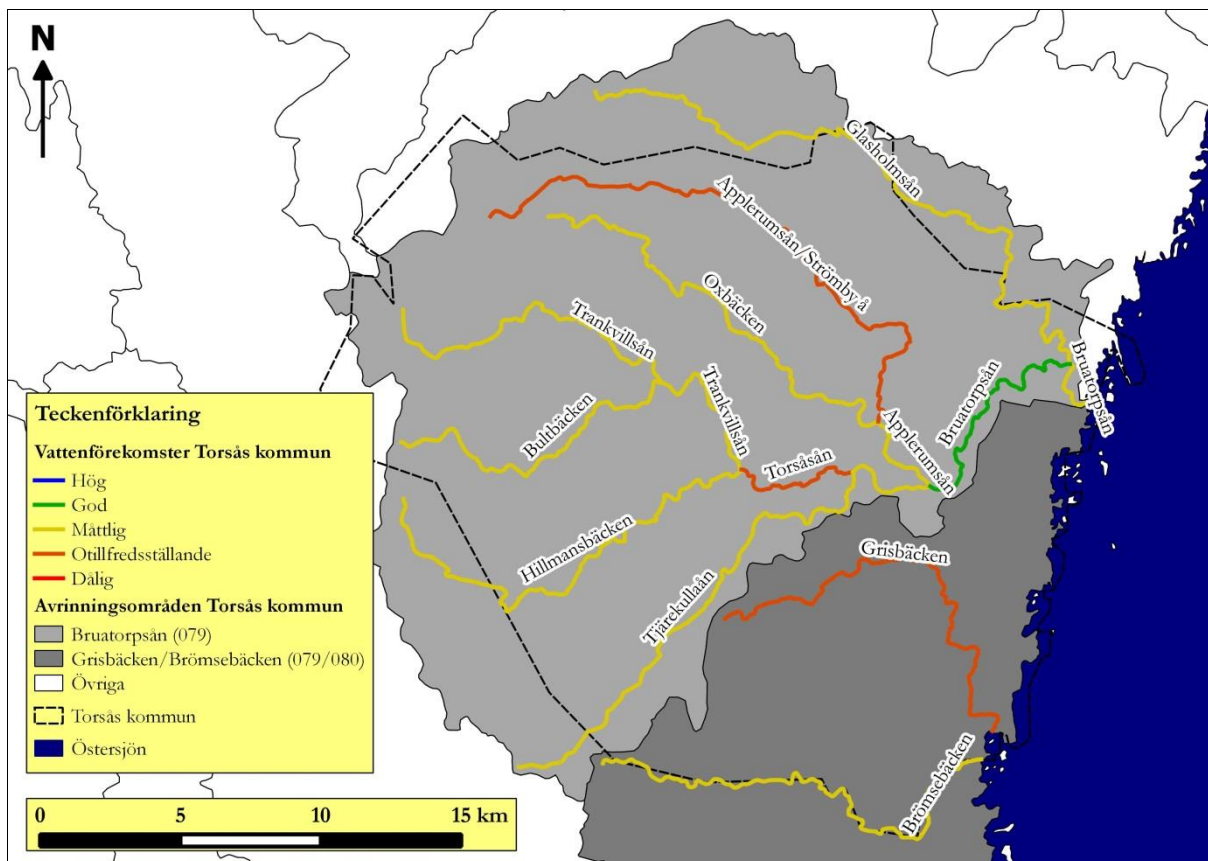 N
Glasholmsån
Applerumsån/Strömby å
Oxbäcken
Trankvillsån
Trankvillsån
Bruatorpsån
Bruatorpsån
Bultbäcken
Applerumsån
Torsåsån
Hillmansbäcken
Grisbäcken
Tjärekullaån
Brömsebäcken
Teckenförklaring
Vattenförekomster Torsås kommun
Hög
God
Måttlig
Otillfredsställande
Dålig
Avrinningsområden Torsås kommun
Bruatorpsån (079)
Grisbäcken/Brömsebäcken (079/080)
Övriga
Torsås kommun
Östersjön
0 5 10 15 km